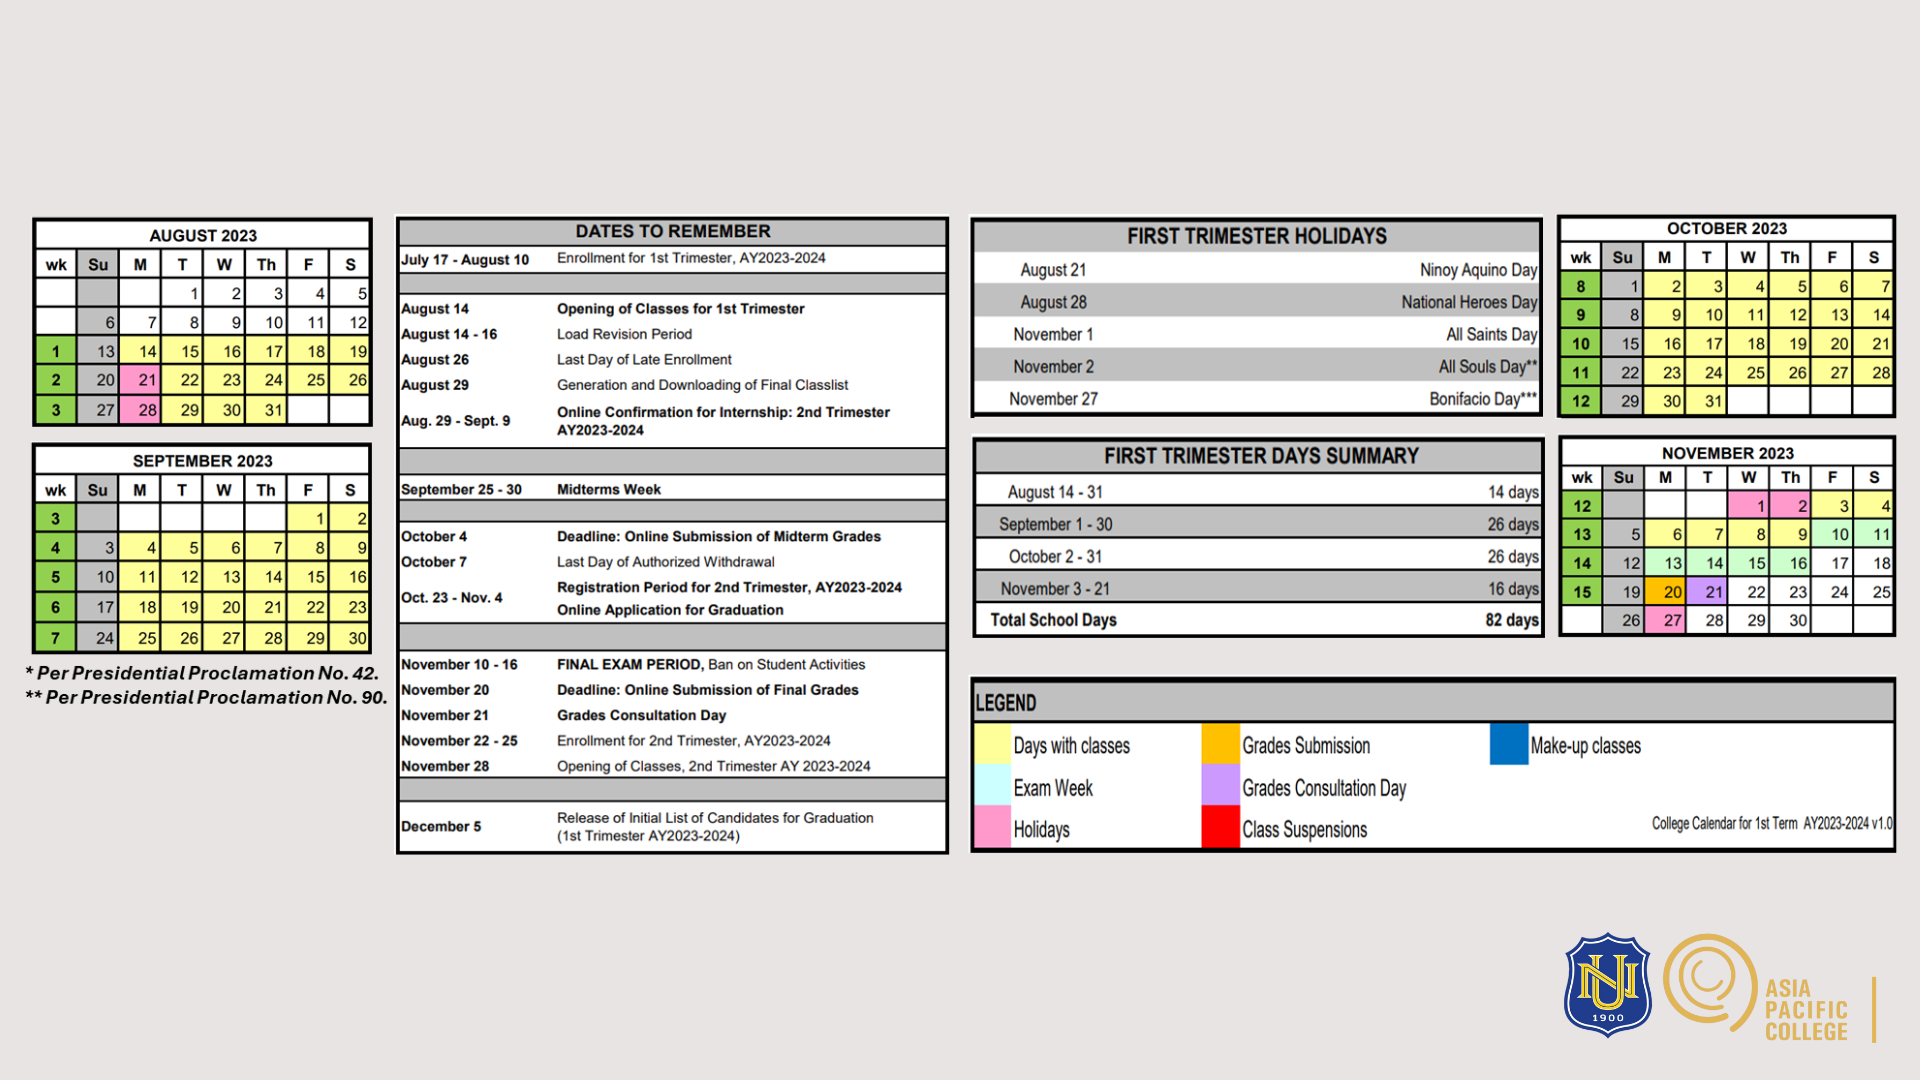 AUGUST 2023
wk Su M T W Th F S
1 2 3 4 5
6 7 8 9 10 11 12
1 13 14 15 16 17 18 19
2 20 21 22 23 24 25 26
3 27 28 29 30 31
SEPTEMBER 2023
wk Su M T W Th F S
3 1 2
4 3 4 5 6 7 8 9
5 10 11 12 13 14 15 16
6 17 18 19 20 21 22 23
7 24 25 26 27 28 29 30
* Per Presidential Proclamation No. 42.
** Per Presidential Proclamation No. 90.
DATES TO REMEMBER
July 17 - August 10 Enrollment for 1st Trimester, AY2023-2024
August 14 Opening of Classes for 1st Trimester
August 14 - 16 Load Revision Period
August 26 Last Day of Late Enrollment
August 29 Generation and Downloading of Final Classlist
Aug. 29 - Sept. 9 Online Confirmation for Internship: 2nd Trimester
AY2023-2024
September 25 - 30 Midterms Week
October 4 Deadline: Online Submission of Midterm Grades
October 7 Last Day of Authorized Withdrawal
Oct. 23 - Nov. 4 Registration Period for 2nd Trimester, AY2023-2024
Online Application for Graduation
November 10 - 16 FINAL EXAM PERIOD, Ban on Student Activities
November 20 Deadline: Online Submission of Final Grades
November 21 Grades Consultation Day
November 22 - 25 Enrollment for 2nd Trimester, AY2023-2024
November 28 Opening of Classes, 2nd Trimester AY 2023-2024
December 5 Release of Initial List of Candidates for Graduation
(1st Trimester AY2023-2024)
FIRST TRIMESTER HOLIDAYS
August 21 Ninoy Aquino Day
August 28 National Heroes Day
November 1 All Saints Day
November 2 All Souls Day**
November 27 Bonifacio Day***
FIRST TRIMESTER DAYS SUMMARY
August 14 - 31 14 days
September 1 - 30 26 days
October 2 - 31 26 days
November 3 - 21 16 days
Total School Days 82 days
OCTOBER 2023
wk Su M T W Th F S
8 1 2 3 4 5 6 7
9 8 9 10 11 12 13 14
10 15 16 17 18 19 20 21
11 22 23 24 25 26 27 28
12 29 30 31
NOVEMBER 2023
wk Su M T W Th F S
12 1 2 3 4
13 5 6 7 8 9 10 11
14 12 13 14 15 16 17 18
15 19 20 21 22 23 24 25
26 27 28 29 30
LEGEND
Days with classes Grades Submission Make-up classes
Exam Week Grades Consultation Day
Holidays Class Suspensions
College Calendar for 1st Term AY2023-2024 v1.0
NU
1900
ASIA
PACIFIC
COLLEGE